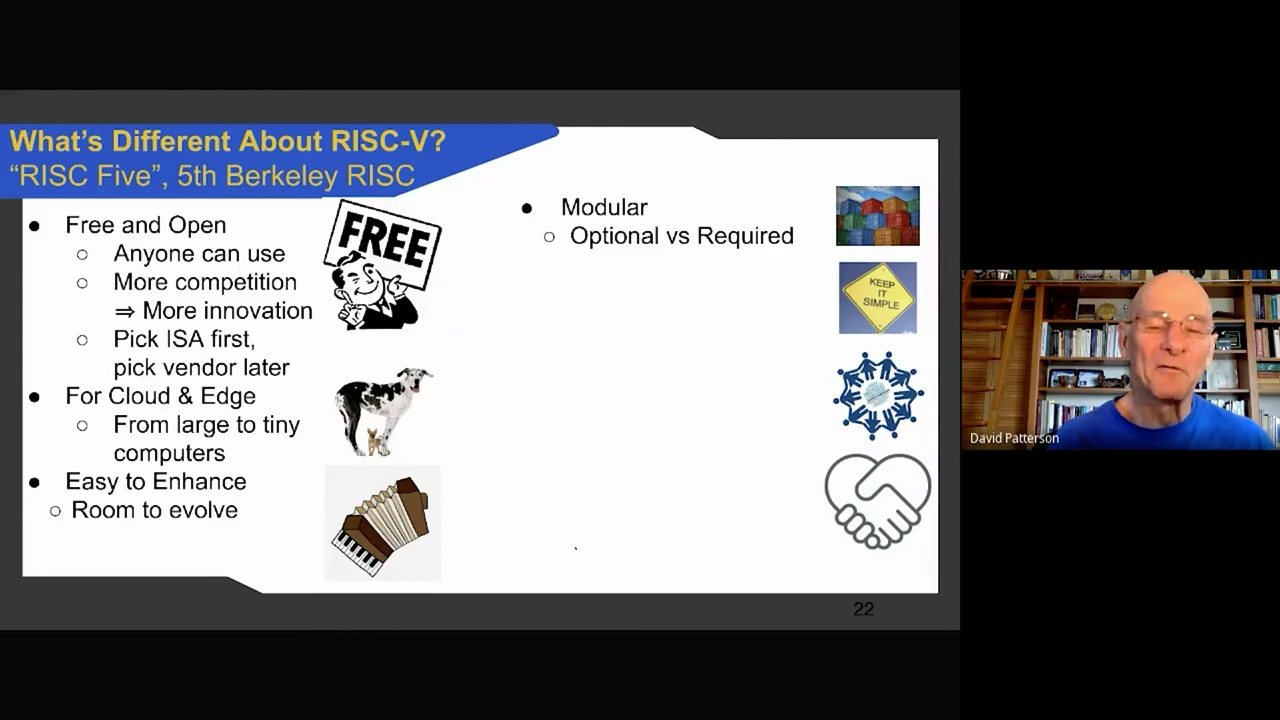 What's Different About RISC-V?
“RISC Five”, 5th Berkeley RISC
● Free and Open
○ Anyone can use
○ More competition
⇒ More innovation
○ Pick ISA first,
pick vendor later
● For Cloud & Edge
○ From large to tiny
computers
● Easy to Enhance
○ Room to evolve
FREE
● Modular
○ Optional vs Required
KEEP
IT
SIMPLE
22
David Patterson